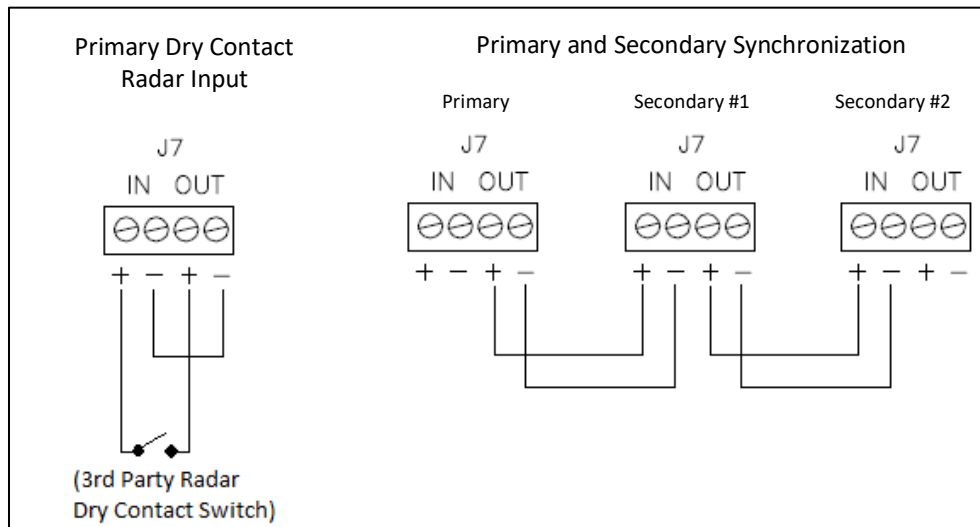 Primary Dry Contact
Radar Input
J7
IN OUT
+ − + −
(3rd Party Radar
Dry Contact Switch)
Primary and Secondary Synchronization
Primary
J7
IN OUT
+ − + −
Secondary #1
J7
IN OUT
+ − + −
Secondary #2
J7
IN OUT
+ − + −